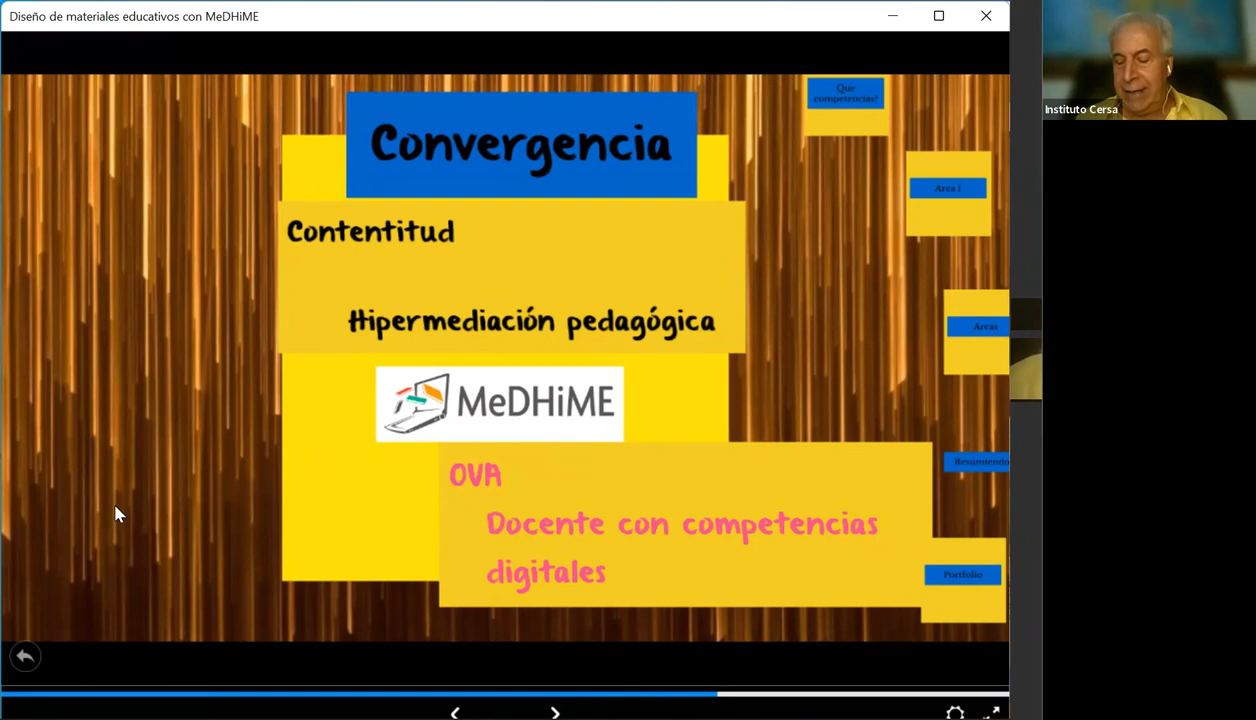 Diseño de materiales educativos con MeDHiME
Instituto Cersa
Que
competencias?
Convergencia
Area 1
Contentitud
Hipermediación pedagógica
Areas
MeDHiME
OVA
Resumiendo
Docente con competencias
digitales
Portfolio